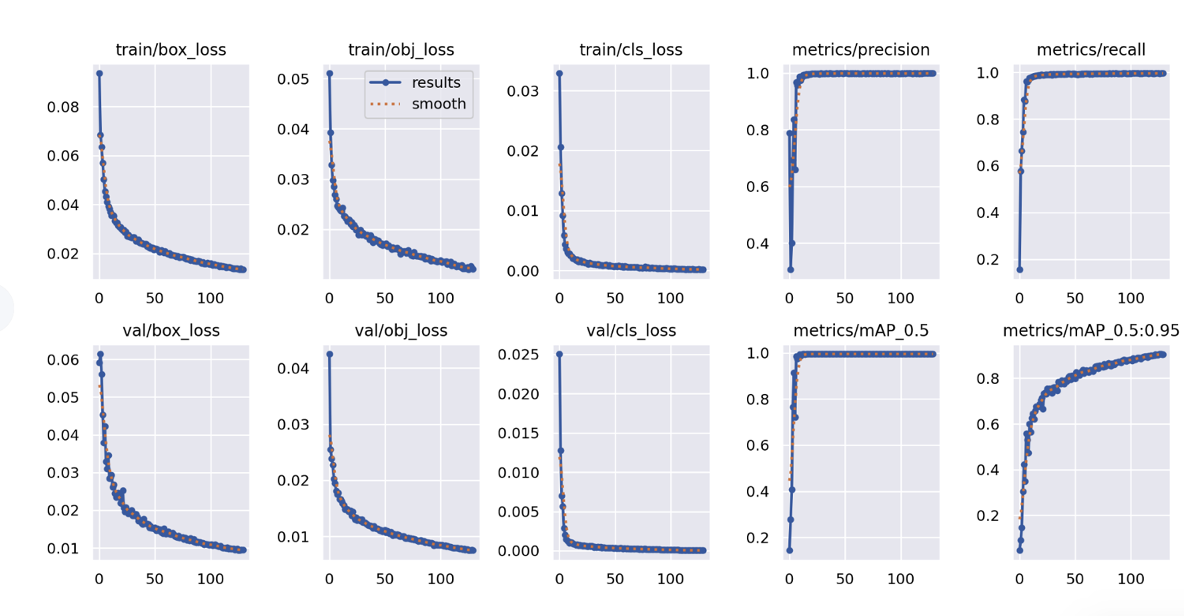 train/box_loss
train/obj_loss
train/cls_loss
metrics/precision
metrics/recall
0.08
0.06
0.04
0.02
0 50 100
0.05
0.04
0.03
0.02
0 50 100
results
smooth
0.03
0.02
0.01
0.00
0 50 100
1.0
0.8
0.6
0.4
0 50 100
1.0
0.8
0.6
0.4
0.2
0 50 100
val/box_loss
val/obj_loss
val/cls_loss
metrics/mAP_0.5
metrics/mAP_0.5:0.95
0.06
0.05
0.04
0.03
0.02
0.01
0 50 100
0.04
0.03
0.02
0.01
0 50 100
0.025
0.020
0.015
0.010
0.005
0.000
0 50 100
1.0
0.8
0.6
0.4
0.2
0 50 100
0.8
0.6
0.4
0.2
0 50 100